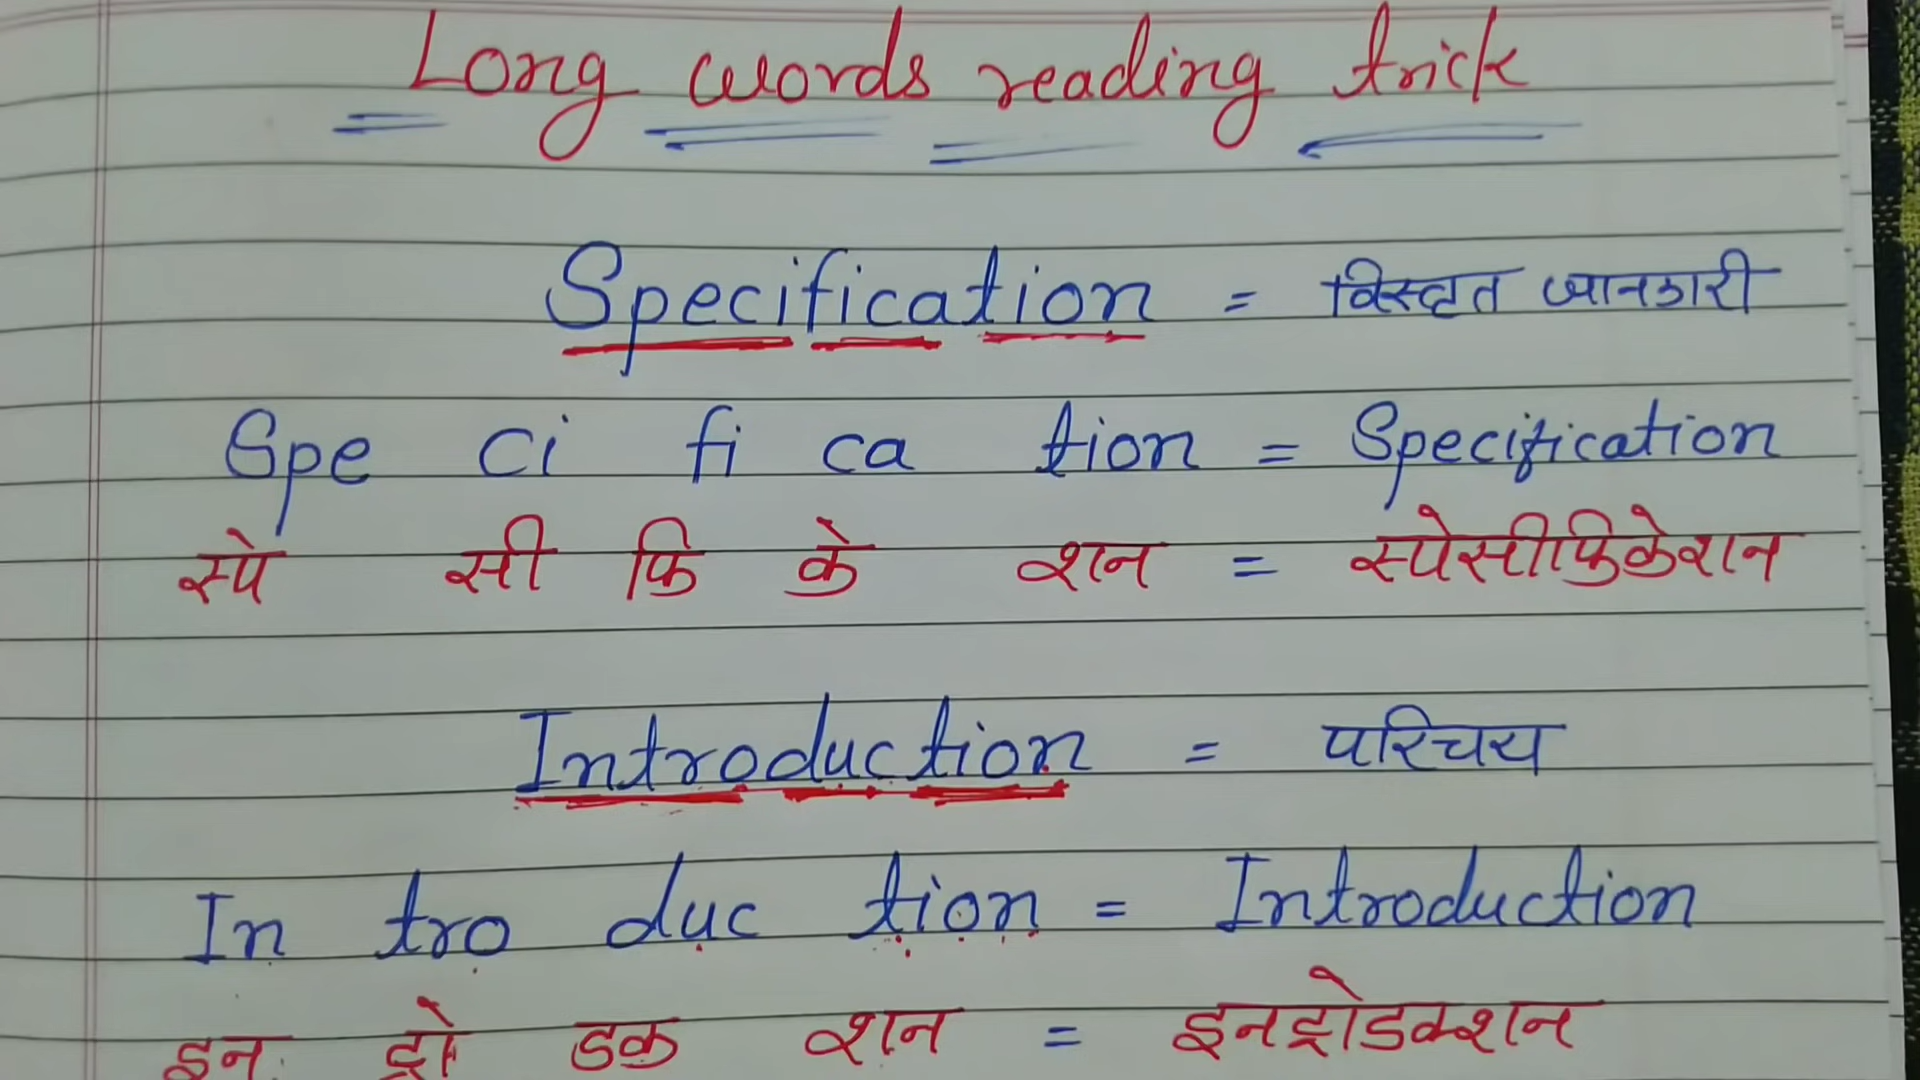 Long words reading trick
Specification = विस्तृत जानकारी
Spe ci fi ca tion = Specification
स्पे सी फि के शन = स्पेसीफिकेशन
Introduction = परिचय
In tro duc tion = Introduction
इन ट्रो डक शन = इनट्रोडक्शन